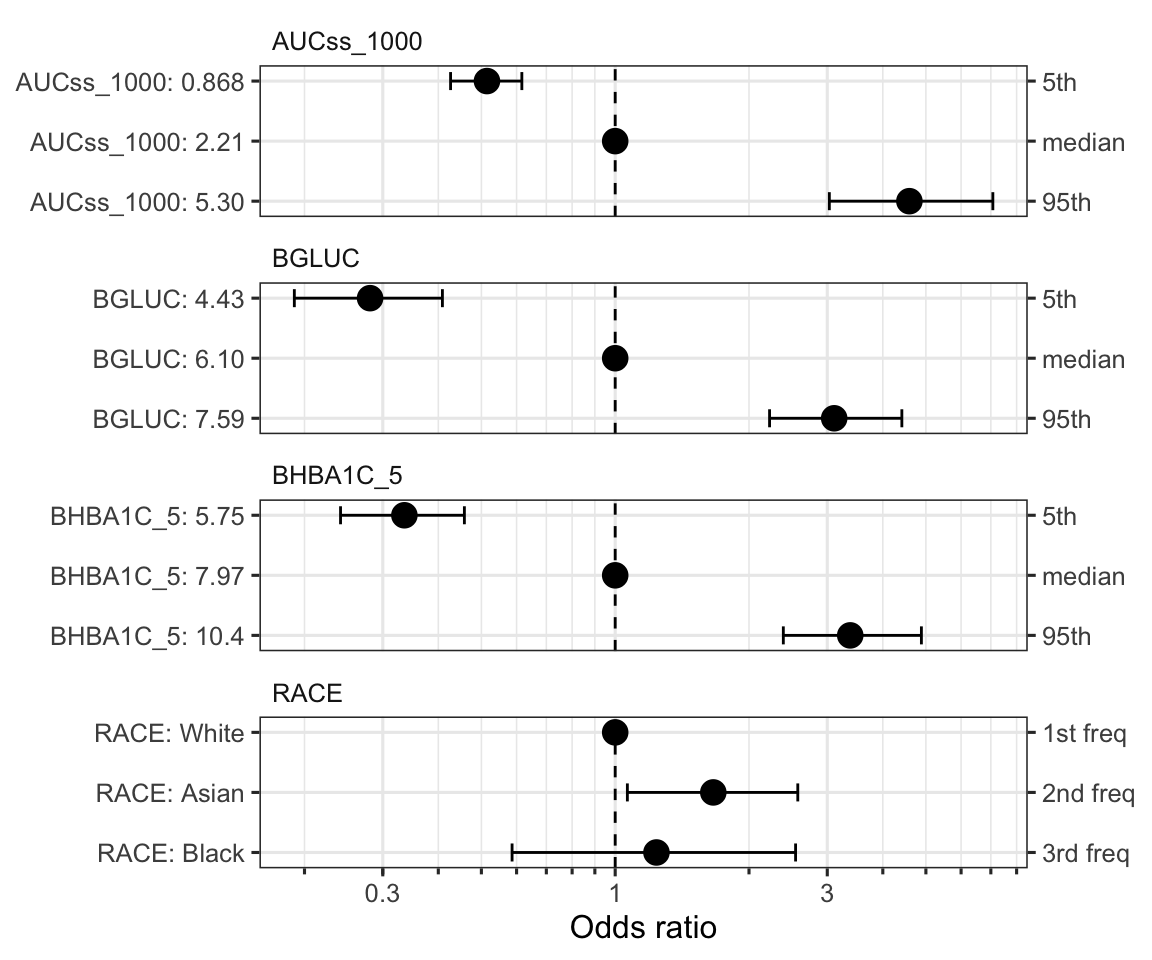 AUCss_1000
AUCss_1000: 0.868 5th
AUCss_1000: 2.21 median
AUCss_1000: 5.30 95th
BGLUC
BGLUC: 4.43 5th
BGLUC: 6.10 median
BGLUC: 7.59 95th
BHBA1C_5
BHBA1C_5: 5.75 5th
BHBA1C_5: 7.97 median
BHBA1C_5: 10.4 95th
RACE
RACE: White 1st freq
RACE: Asian 2nd freq
RACE: Black 3rd freq
0.3 1 3
Odds ratio